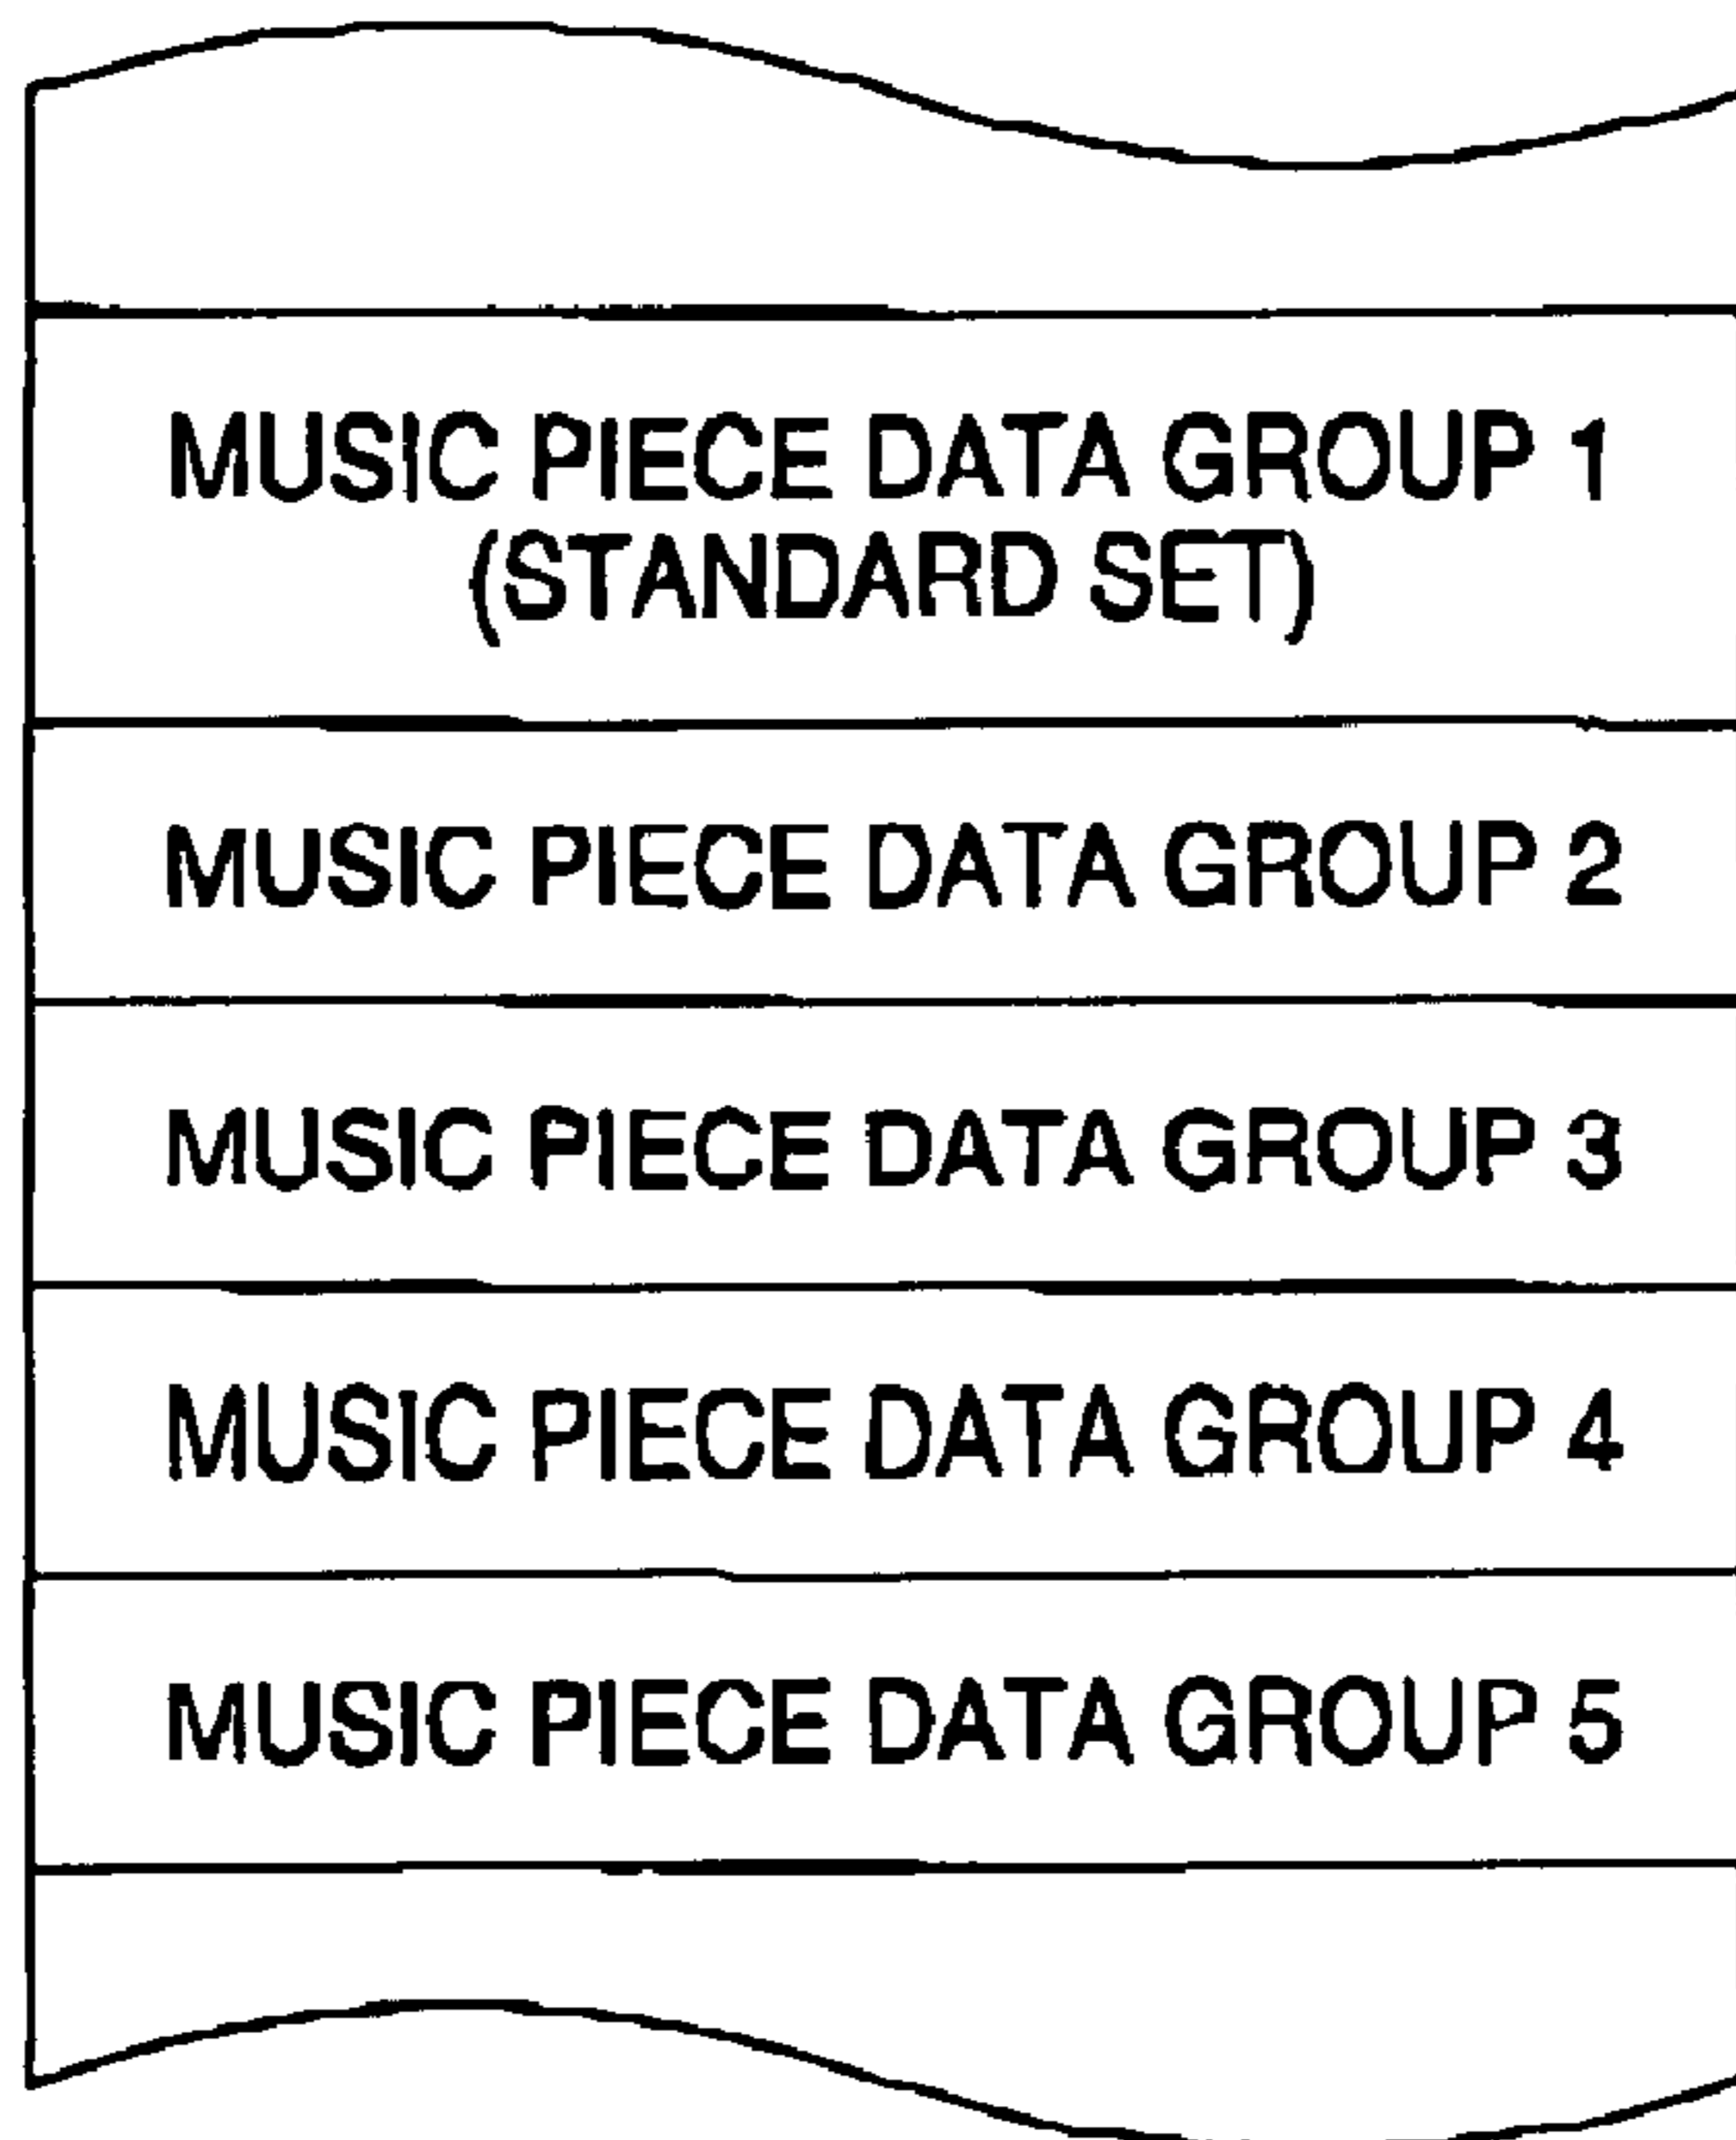 MUSIC PIECE DATA GROUP 1
(STANDARD SET)
MUSIC PIECE DATA GROUP 2
MUSIC PIECE DATA GROUP 3
MUSIC PIECE DATA GROUP 4
MUSIC PIECE DATA GROUP 5